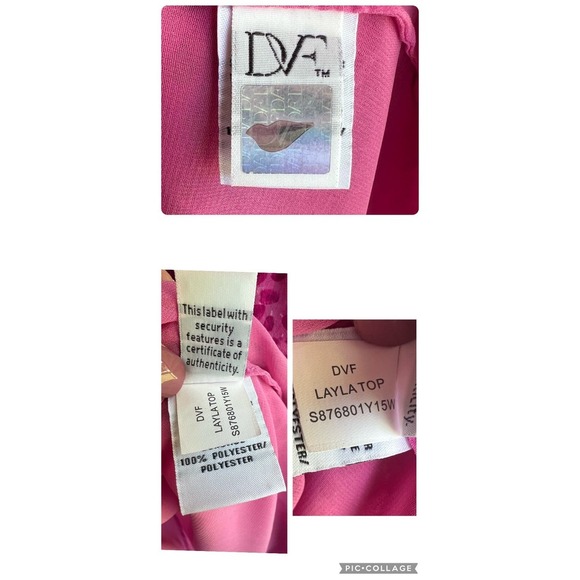 DVF
TM
This label with
security
features is a
certificate of
authenticity.
DVF
LAYLA TOP
S876801Y15W
100% POLYESTER/
POLYESTER
DVF
LAYLA TOP
S876801Y15W
PIC•COLLAGE